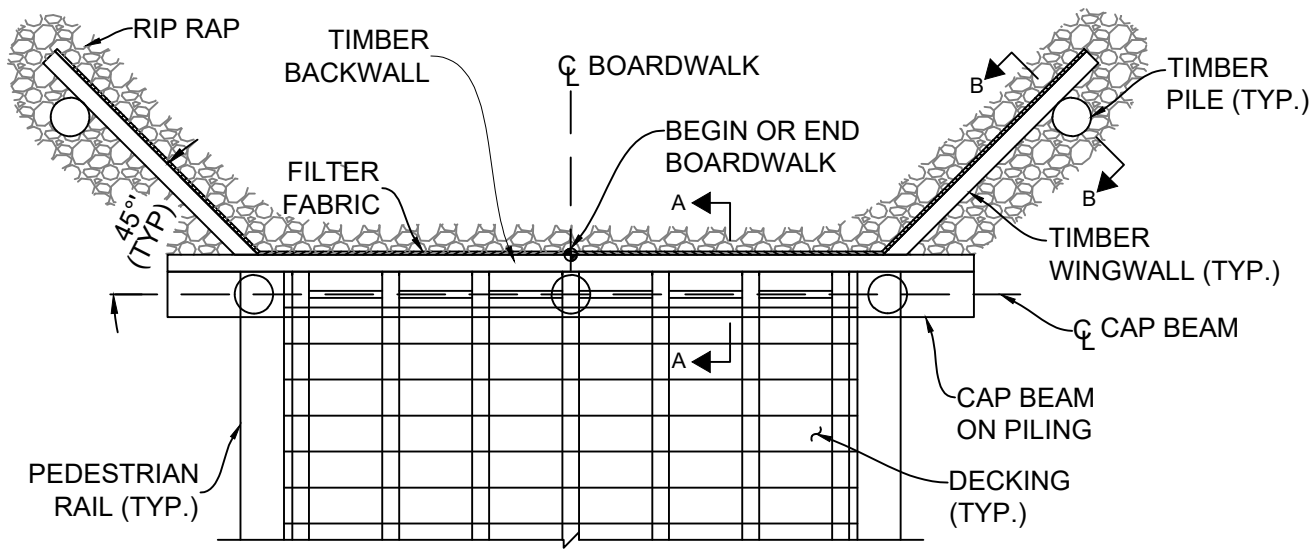 RIP RAP
TIMBER
BACKWALL
℄ BOARDWALK
B
TIMBER
PILE (TYP.)
BEGIN OR END
BOARDWALK
FILTER
FABRIC
A
B
45°'
(TYP)
TIMBER
WINGWALL (TYP.)
℄ CAP BEAM
A
CAP BEAM
ON PILING
PEDESTRIAN
RAIL (TYP.)
DECKING
(TYP.)